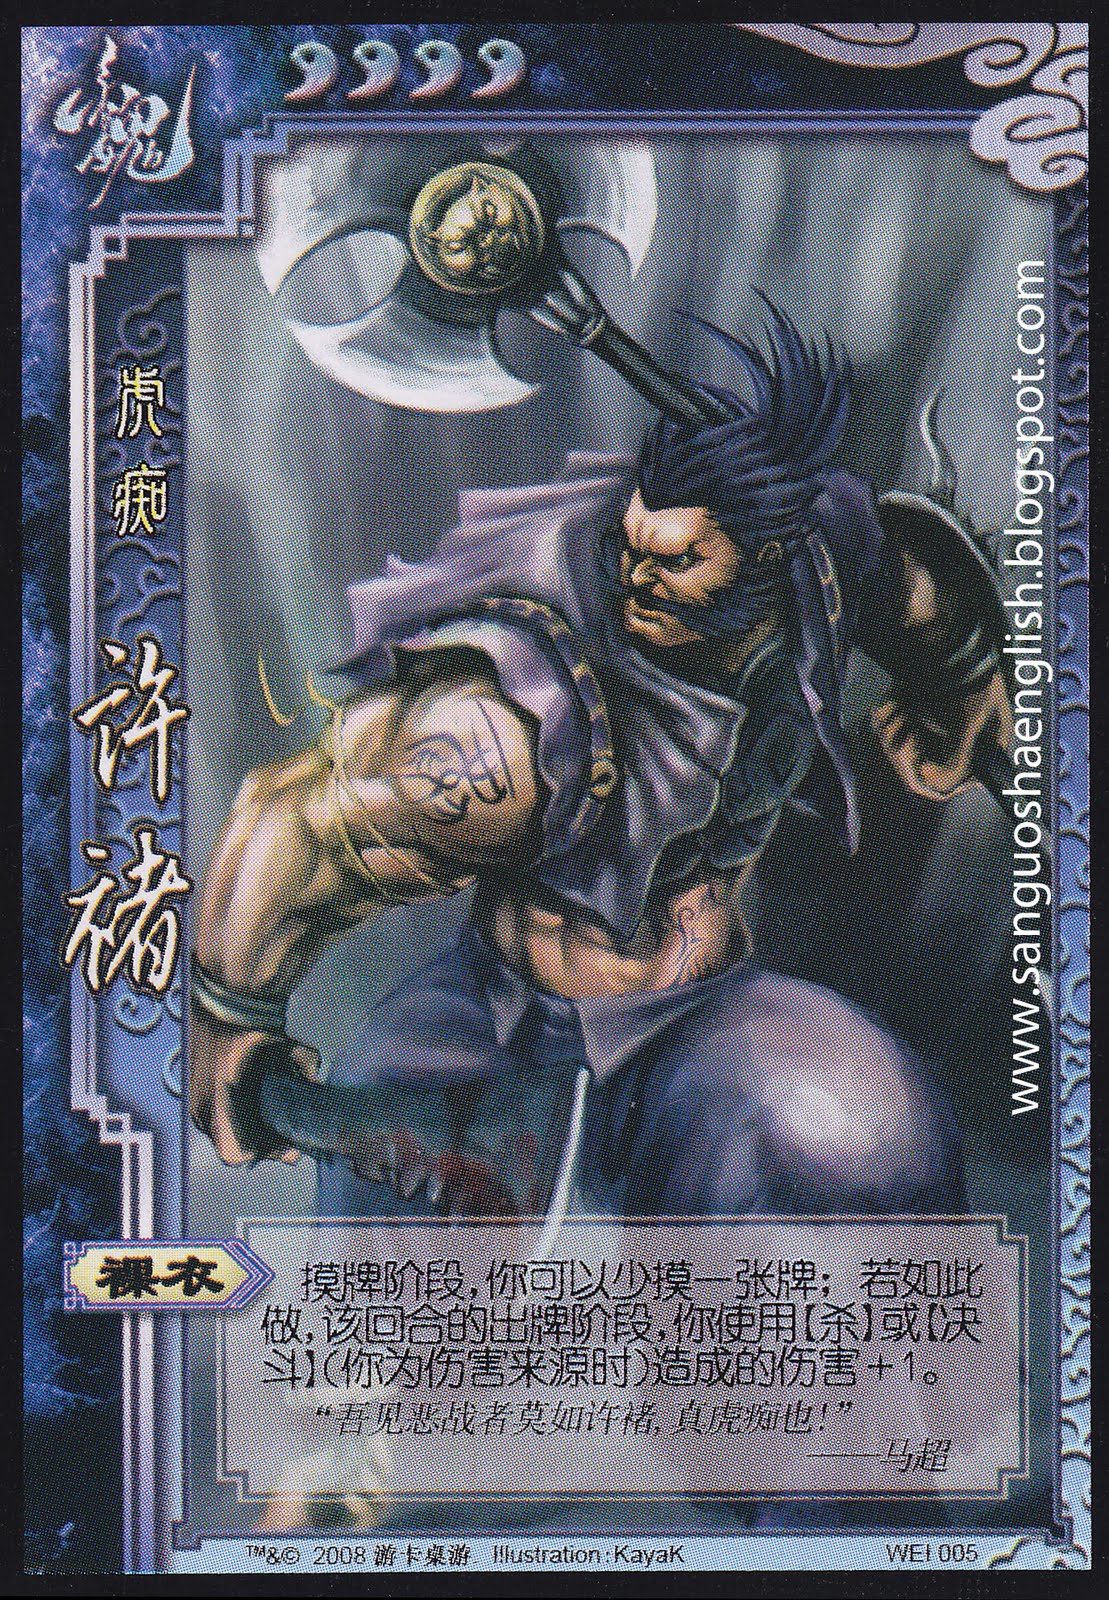 魏
虎痴
许褚
裸衣
摸牌阶段,你可以少摸一张牌；若如此
做,该回合的出牌阶段,你使用【杀】或【决
斗】(你为伤害来源时)造成的伤害+1。
“吾见恶战者莫如许褚,真虎痴也!”
——马超
™&© 2008 游卡桌游 Illustration:KayaK
WEI 005
www.sanguoshaenglish.blogspot.com